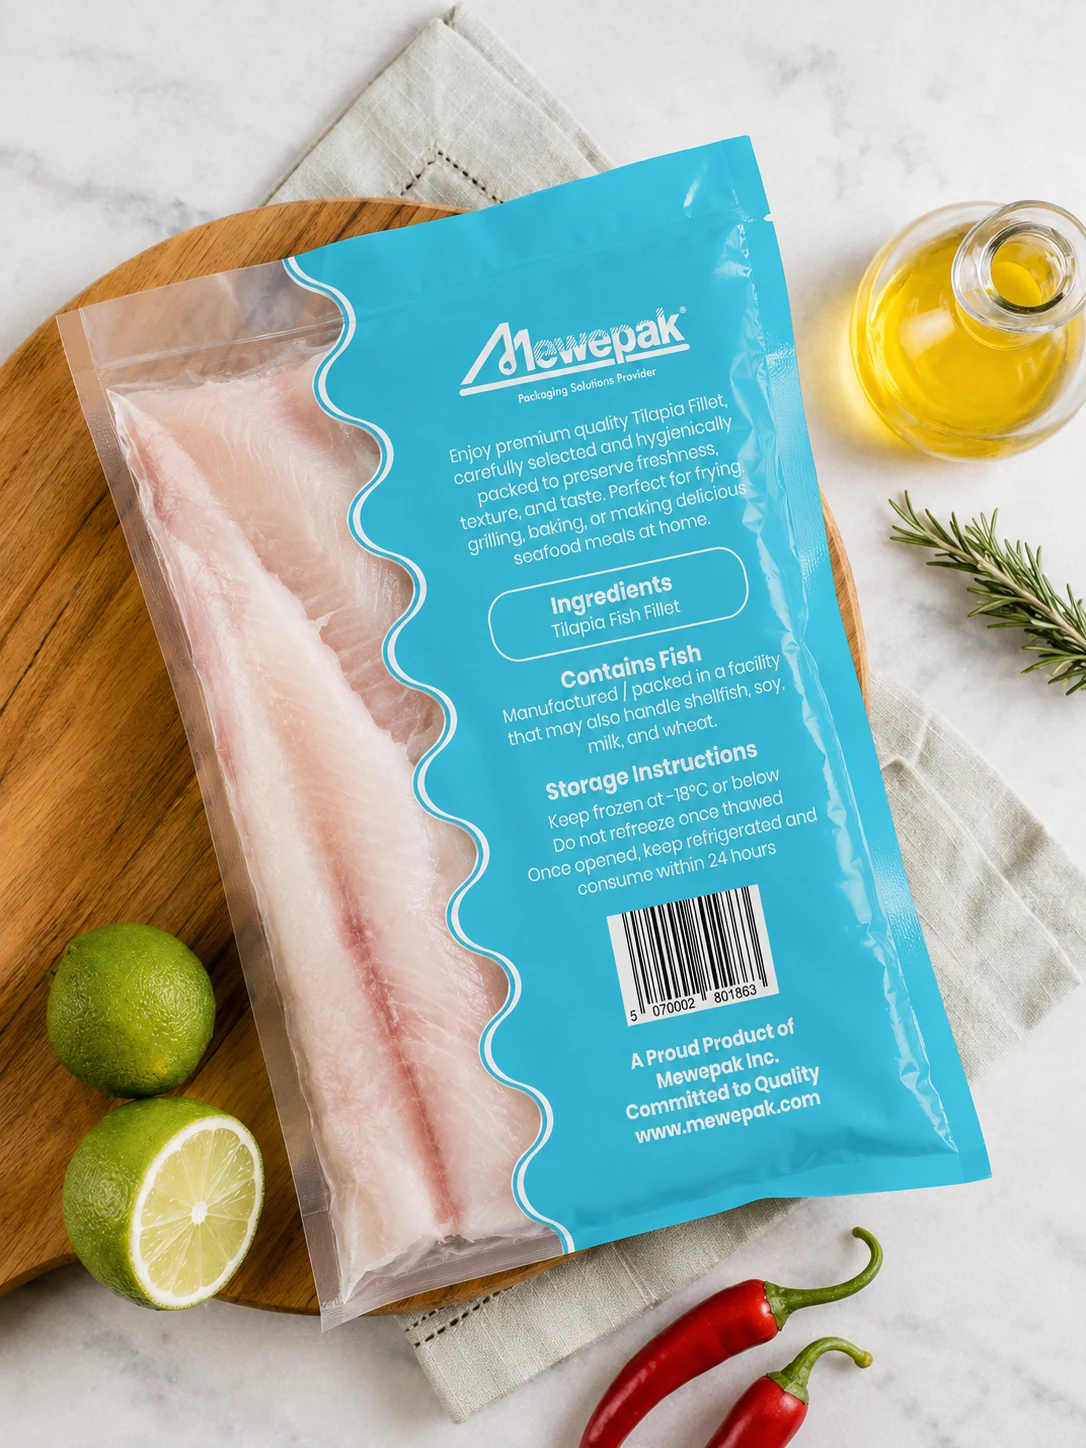 Mewepak®
Packaging Solutions Provider
Enjoy premium quality Tilapia Fillet,
carefully selected and hygienically
packed to preserve freshness,
texture, and taste. Perfect for frying,
grilling, baking, or making delicious
seafood meals at home.
Ingredients
Tilapia Fish Fillet
Contains Fish
Manufactured / packed in a facility
that may also handle shellfish, soy,
milk, and wheat.
Storage Instructions
Keep frozen at -18°C or below
Do not refreeze once thawed
Once opened, keep refrigerated and
consume within 24 hours
5 070002 801863
A Proud Product of
Mewepak Inc.
Committed to Quality
www.mewepak.com